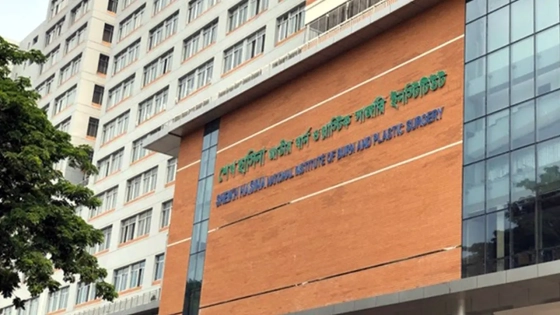 শেখ হাসিনা জাতীয় বার্ন ও প্লাস্টিক সার্জারি ইনস্টিটিউট
SHEIKH HASINA NATIONAL INSTITUTE OF BURN AND PLASTIC SURGERY